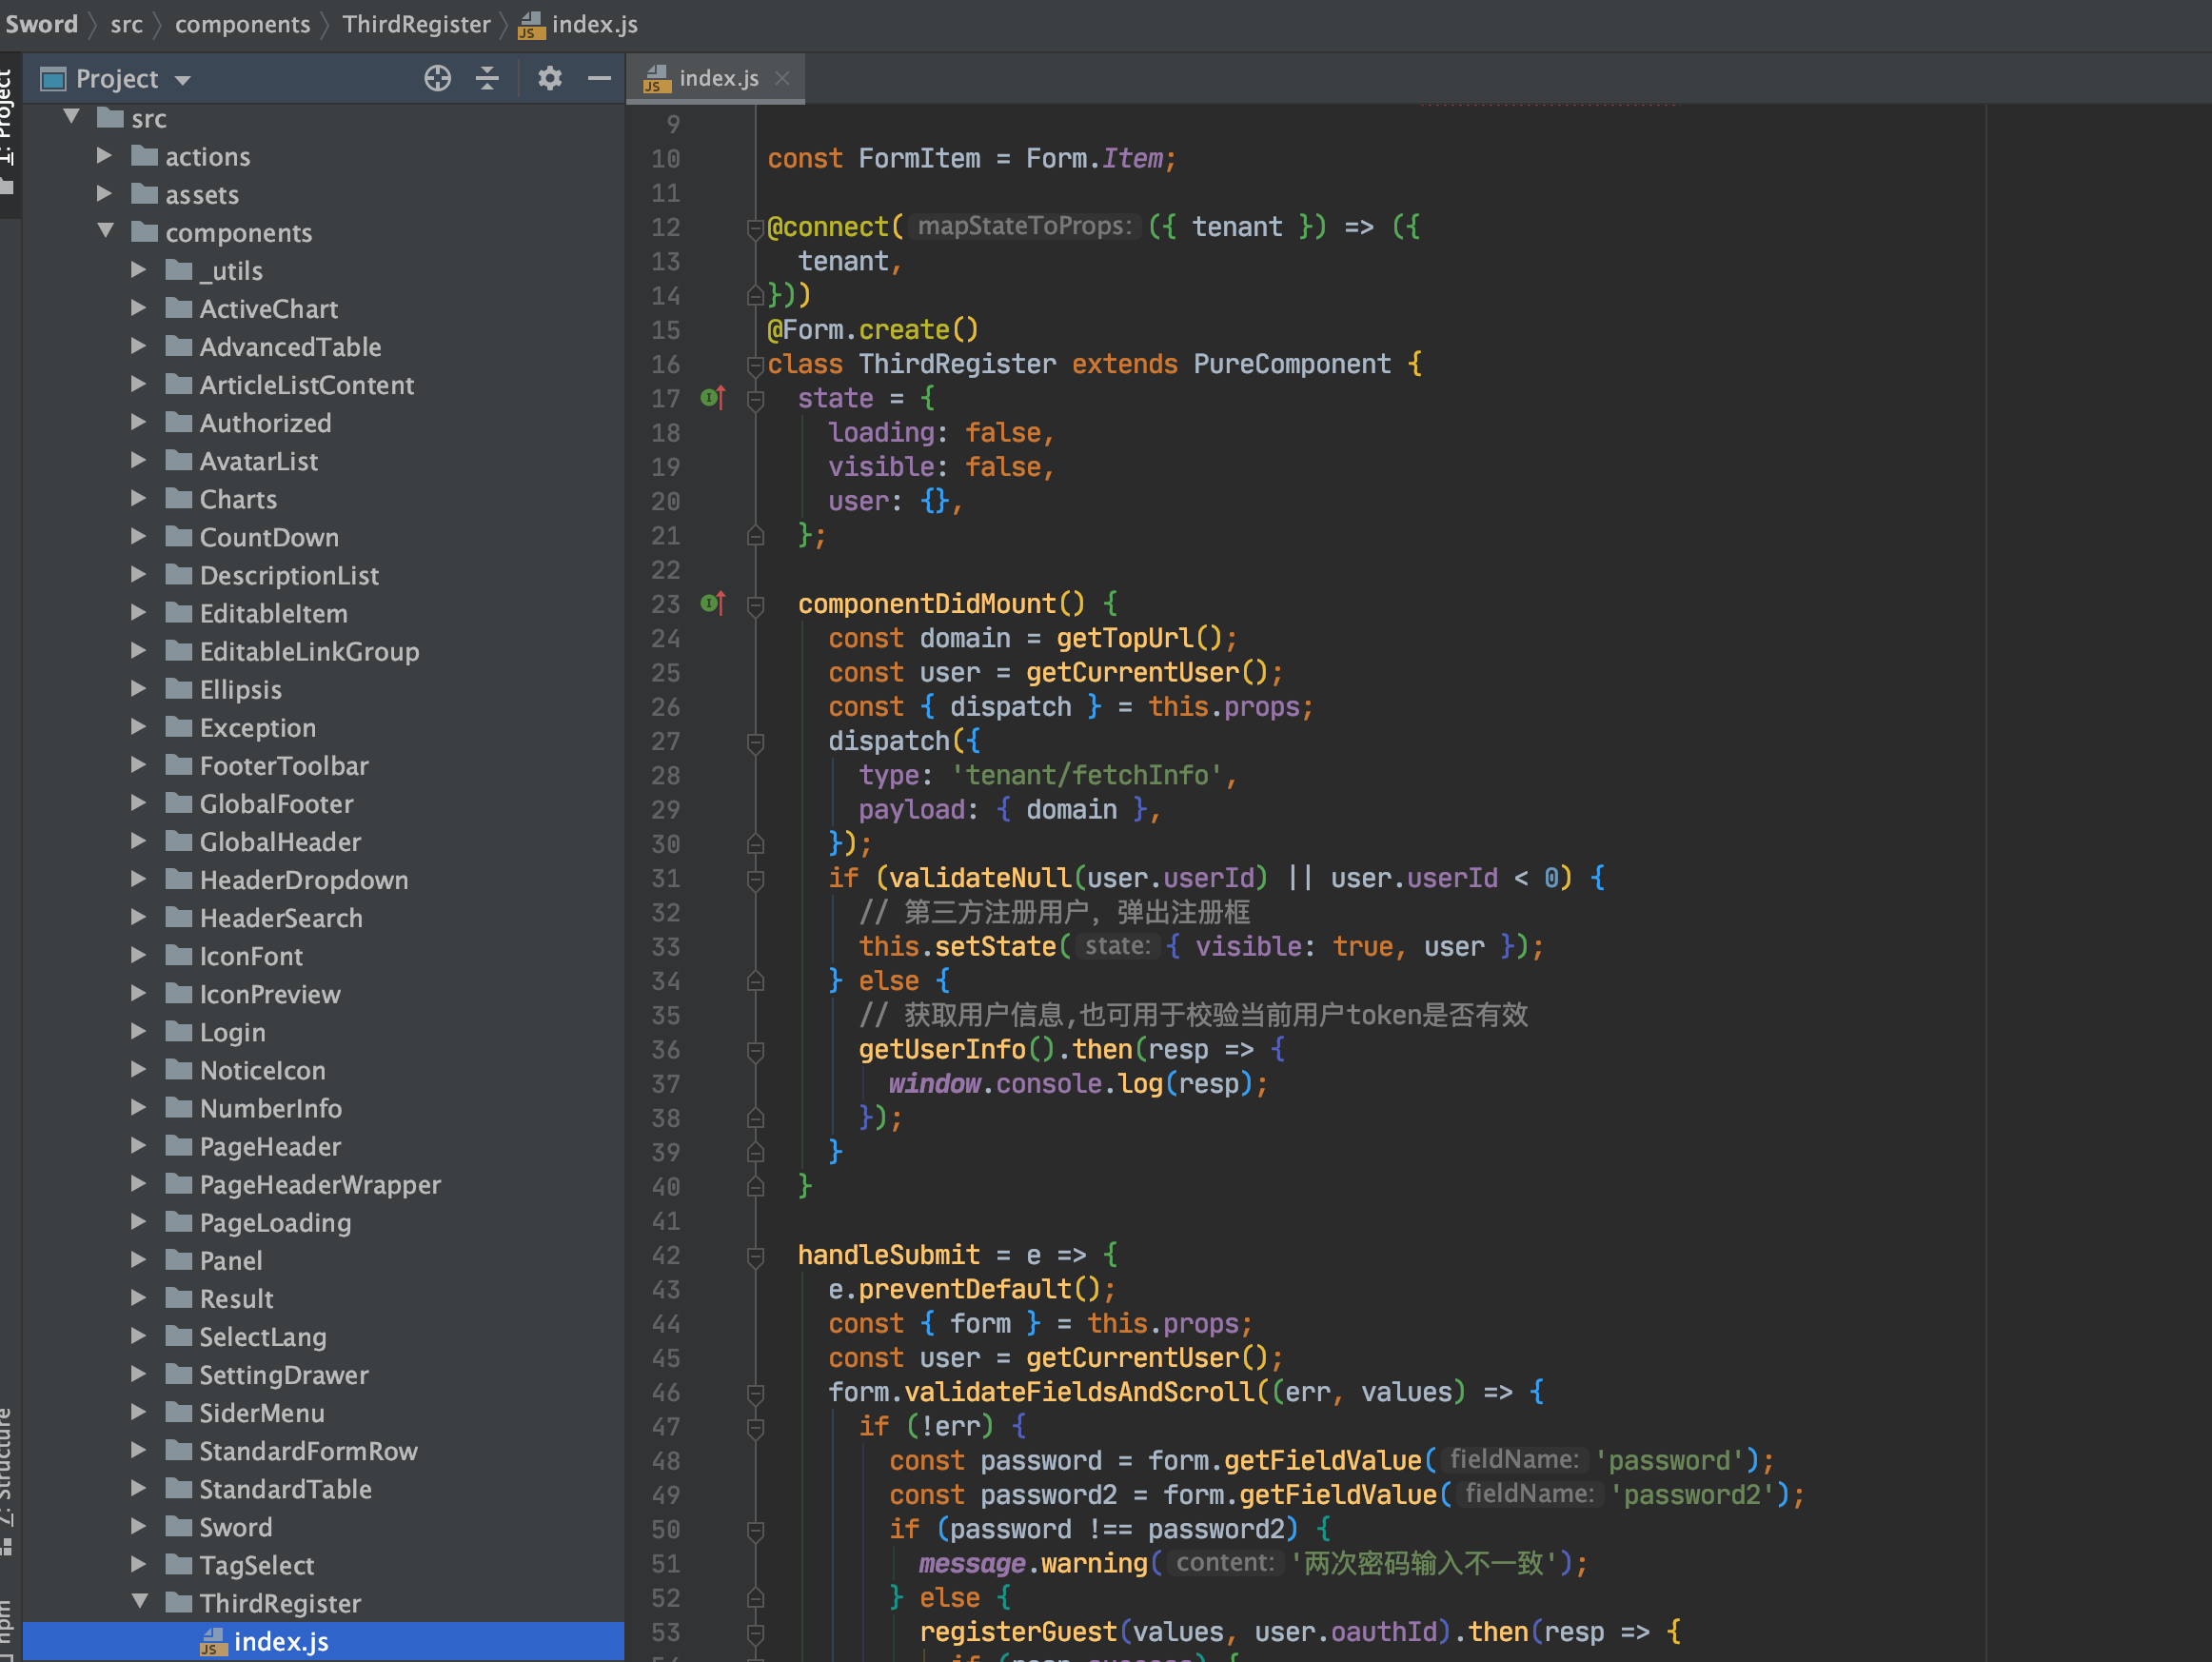 Sword src components ThirdRegister index.js
1: Project
Project
index.js
src
actions
assets
components
_utils
ActiveChart
AdvancedTable
ArticleListContent
Authorized
AvatarList
Charts
CountDown
DescriptionList
EditableItem
EditableLinkGroup
Ellipsis
Exception
FooterToolbar
GlobalFooter
GlobalHeader
HeaderDropdown
HeaderSearch
IconFont
IconPreview
Login
NoticeIcon
NumberInfo
PageHeader
PageHeaderWrapper
PageLoading
Panel
Result
SelectLang
SettingDrawer
SiderMenu
StandardFormRow
StandardTable
Sword
TagSelect
ThirdRegister
index.js
7: Structure
npm
9
10 const FormItem = Form.Item;
11
12 @connect( mapStateToProps: ({ tenant }) => ({
13 tenant,
14 }))
15 @Form.create()
16 class ThirdRegister extends PureComponent {
17 state = {
18 loading: false,
19 visible: false,
20 user: {},
21 };
22
23 componentDidMount() {
24 const domain = getTopUrl();
25 const user = getCurrentUser();
26 const { dispatch } = this.props;
27 dispatch({
28 type: 'tenant/fetchInfo',
29 payload: { domain },
30 });
31 if (validateNull(user.userId) || user.userId < 0) {
32 // 第三方注册用户，弹出注册框
33 this.setState( state: { visible: true, user });
34 } else {
35 // 获取用户信息,也可用于校验当前用户token是否有效
36 getUserInfo().then(resp => {
37 window.console.log(resp);
38 });
39 }
40 }
41
42 handleSubmit = e => {
43 e.preventDefault();
44 const { form } = this.props;
45 const user = getCurrentUser();
46 form.validateFieldsAndScroll((err, values) => {
47 if (!err) {
48 const password = form.getFieldValue( fieldName: 'password');
49 const password2 = form.getFieldValue( fieldName: 'password2');
50 if (password !== password2) {
51 message.warning( content: '两次密码输入不一致');
52 } else {
53 registerGuest(values, user.oauthId).then(resp => {